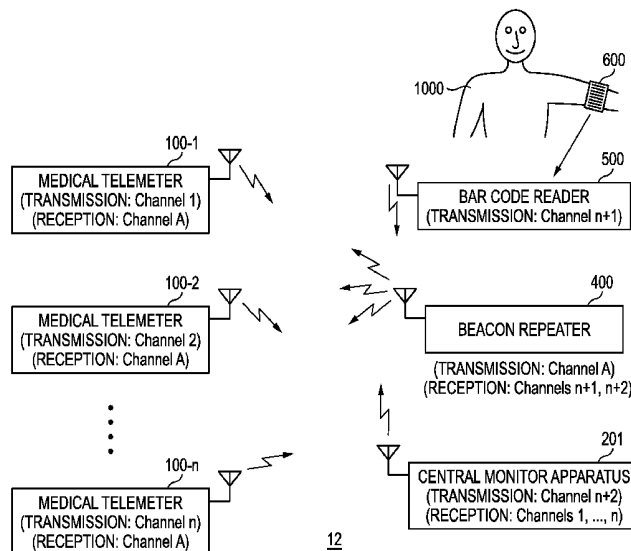 600
1000
100-1
MEDICAL TELEMETER
(TRANSMISSION: Channel 1)
(RECEPTION: Channel A)
500
BAR CODE READER
(TRANSMISSION: Channel n+1)
100-2
MEDICAL TELEMETER
(TRANSMISSION: Channel 2)
(RECEPTION: Channel A)
400
BEACON REPEATER
(TRANSMISSION: Channel A)
(RECEPTION: Channels n+1, n+2)
100-n
MEDICAL TELEMETER
(TRANSMISSION: Channel n)
(RECEPTION: Channel A)
201
CENTRAL MONITOR APPARATUS
(TRANSMISSION: Channel n+2)
(RECEPTION: Channels 1, ..., n)
12